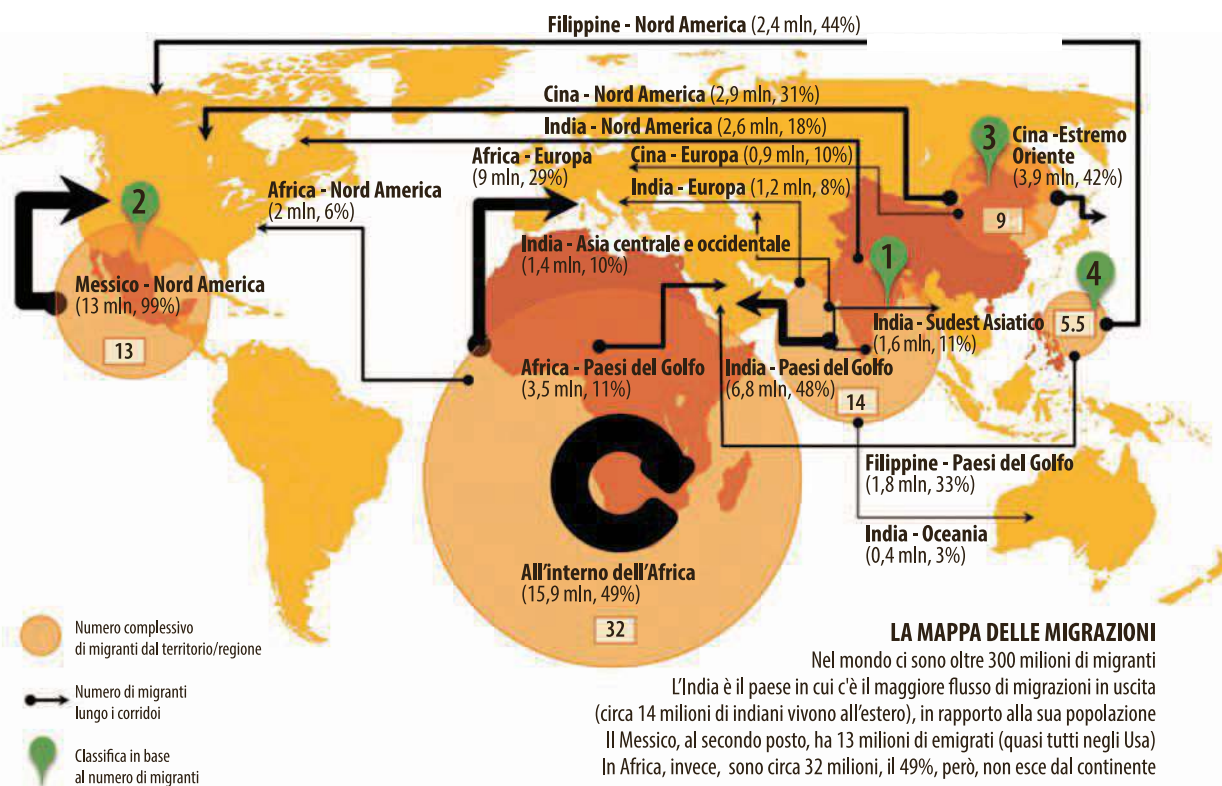 Filippine - Nord America (2,4 mln, 44%)
Cina - Nord America (2,9 mln, 31%)
India - Nord America (2,6 mln, 18%)
Africa - Europa
(9 mln, 29%)
Cina - Europa (0,9 mln, 10%)
India - Europa (1,2 mln, 8%)
3
Cina -Estremo
Oriente
(3,9 mln, 42%)
9
Africa - Nord America
(2 mln, 6%)
2
Messico - Nord America
(13 mln, 99%)
13
India - Asia centrale e occidentale
(1,4 mln, 10%)
1
4
5.5
India - Sudest Asiatico
(1,6 mln, 11%)
Africa - Paesi del Golfo
(3,5 mln, 11%)
India - Paesi del Golfo
(6,8 mln, 48%)
14
Filippine - Paesi del Golfo
(1,8 mln, 33%)
India - Oceania
(0,4 mln, 3%)
All'interno dell'Africa
(15,9 mln, 49%)
32
Numero complessivo
di migranti dal territorio/regione
Numero di migranti
lungo i corridoi
Classifica in base
al numero di migranti
LA MAPPA DELLE MIGRAZIONI
Nel mondo ci sono oltre 300 milioni di migranti
L'India è il paese in cui c'è il maggiore flusso di migrazioni in uscita
(circa 14 milioni di indiani vivono all'estero), in rapporto alla sua popolazione
Il Messico, al secondo posto, ha 13 milioni di emigrati (quasi tutti negli Usa)
In Africa, invece, sono circa 32 milioni, il 49%, però, non esce dal continente